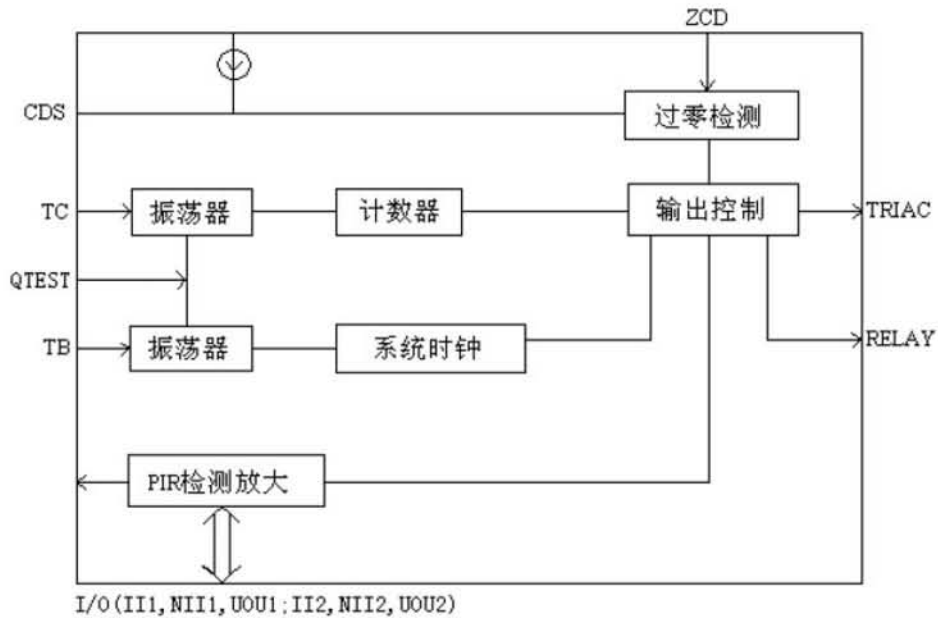 ZCD
CDS
过零检测
TC
振荡器
计数器
输出控制
TRIAC
QTEST
TB
振荡器
系统时钟
RELAY
PIR检测放大
I/O(II1,NII1,UOU1;II2,NII2,UOU2)